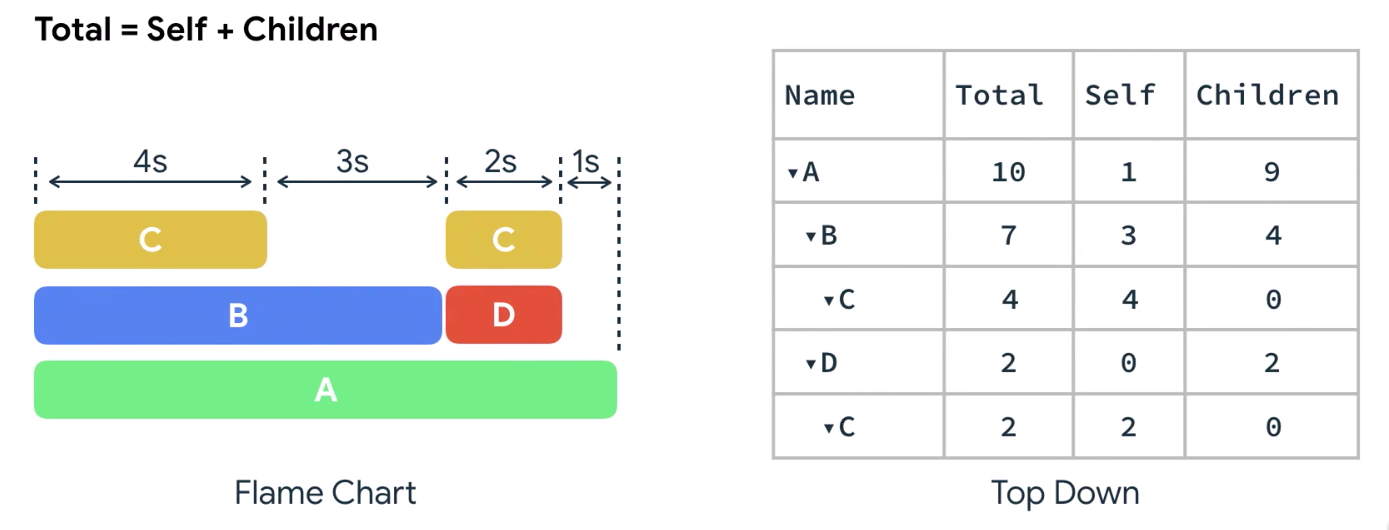 Total = Self + Children
4s 3s 2s 1s
C C
B D
A
Flame Chart
Name Total Self Children
▾A 10 1 9
▾B 7 3 4
▾C 4 4 0
▾D 2 0 2
▾C 2 2 0
Top Down